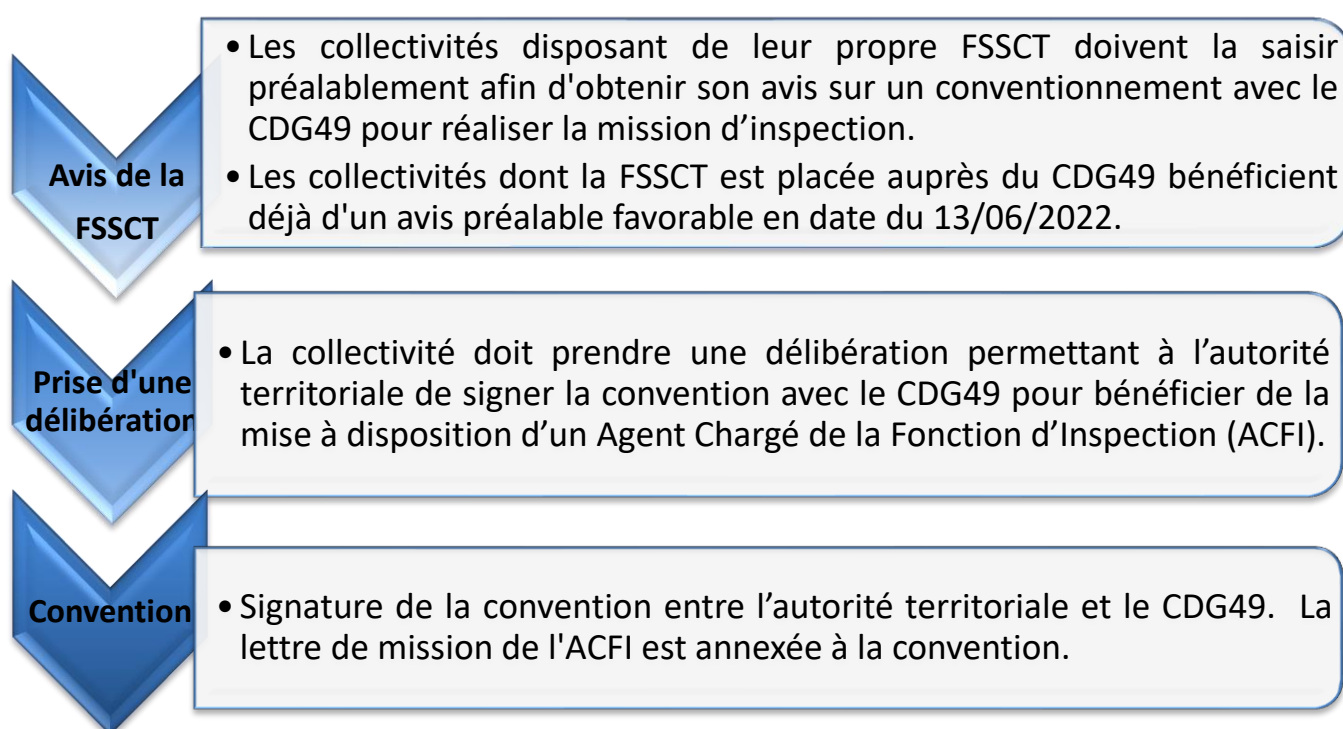 Avis de la
FSSCT
• Les collectivités disposant de leur propre FSSCT doivent la saisir
préalablement afin d'obtenir son avis sur un conventionnement avec le
CDG49 pour réaliser la mission d’inspection.
• Les collectivités dont la FSSCT est placée auprès du CDG49 bénéficient
déjà d'un avis préalable favorable en date du 13/06/2022.
Prise d'une
délibération
• La collectivité doit prendre une délibération permettant à l’autorité
territoriale de signer la convention avec le CDG49 pour bénéficier de la
mise à disposition d’un Agent Chargé de la Fonction d’Inspection (ACFI).
Convention
• Signature de la convention entre l’autorité territoriale et le CDG49. La
lettre de mission de l'ACFI est annexée à la convention.